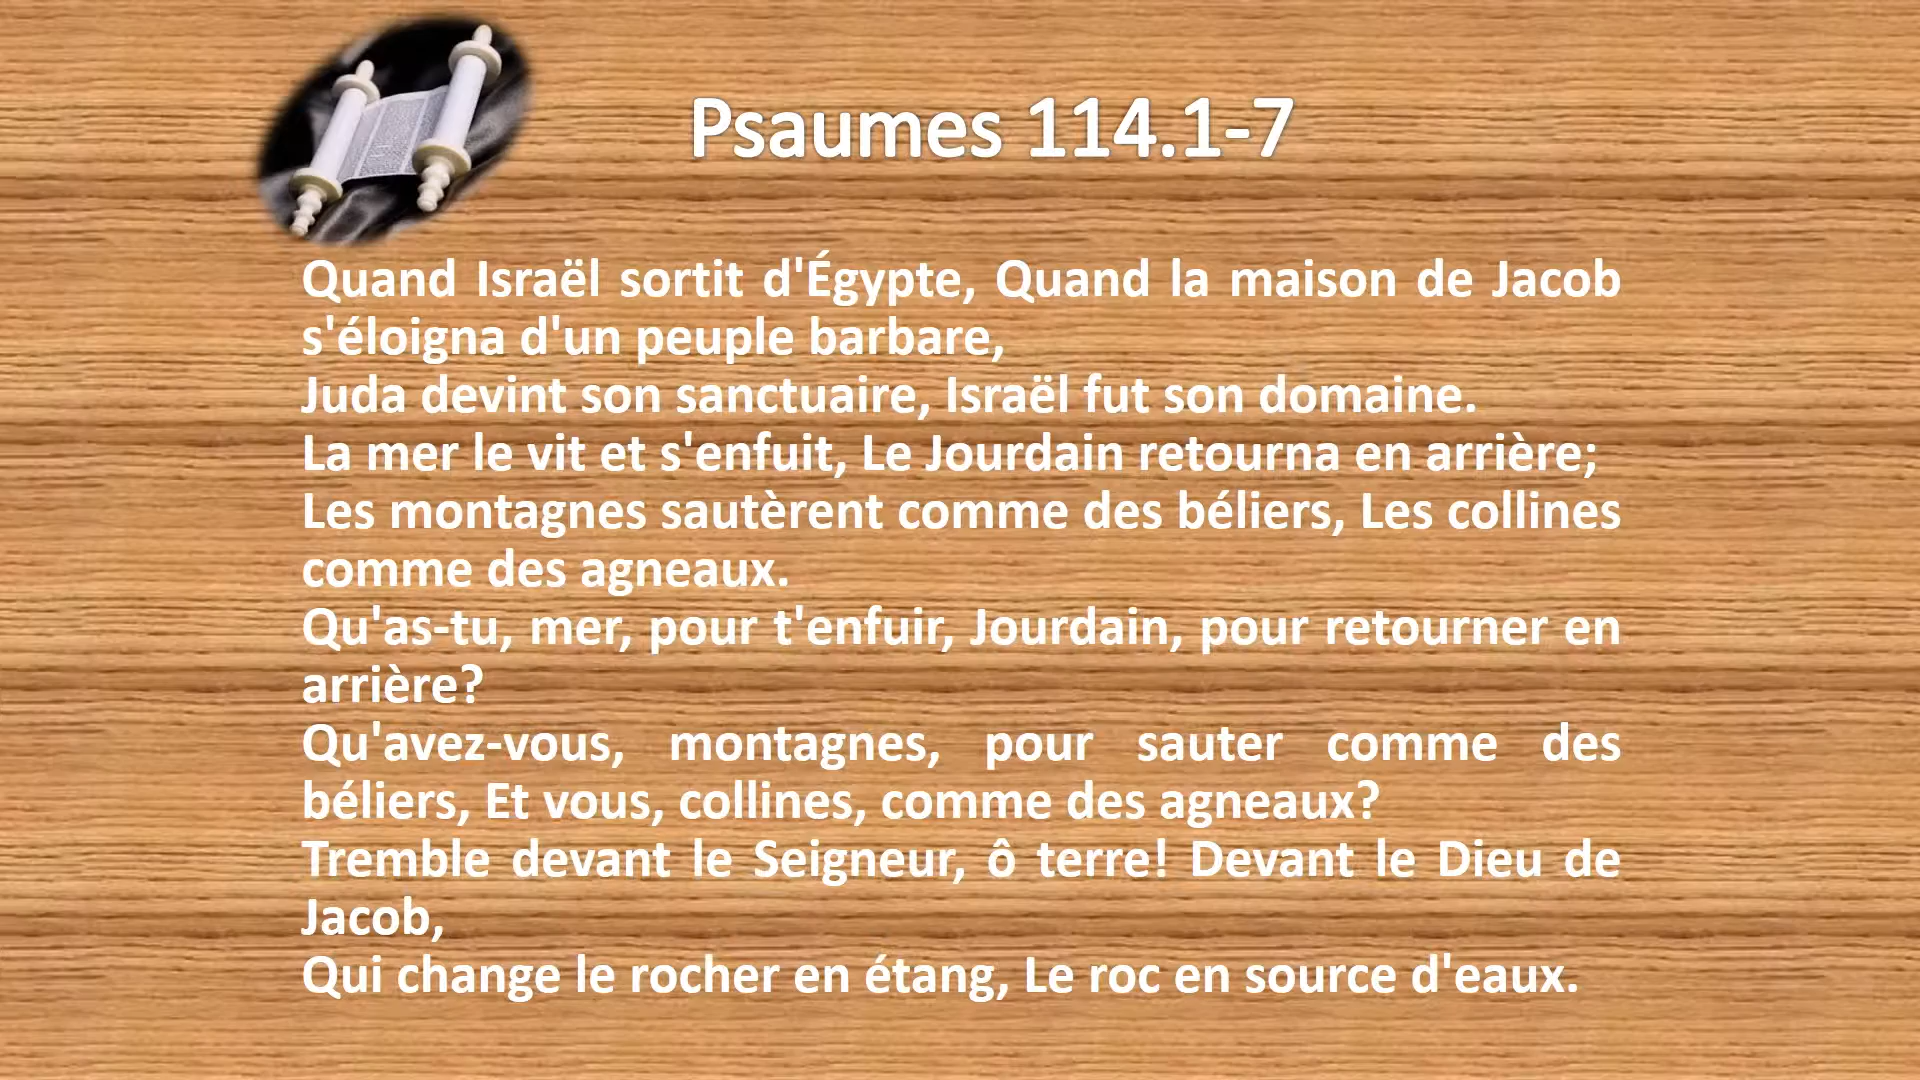 Psaumes 114.1-7
Quand Israël sortit d'Égypte, Quand la maison de Jacob
s'éloigna d'un peuple barbare,
Juda devint son sanctuaire, Israël fut son domaine.
La mer le vit et s'enfuit, Le Jourdain retourna en arrière;
Les montagnes sautèrent comme des béliers, Les collines
comme des agneaux.
Qu'as-tu, mer, pour t'enfuir, Jourdain, pour retourner en
arrière?
Qu'avez-vous, montagnes, pour sauter comme des
béliers, Et vous, collines, comme des agneaux?
Tremble devant le Seigneur, ô terre! Devant le Dieu de
Jacob,
Qui change le rocher en étang, Le roc en source d'eaux.